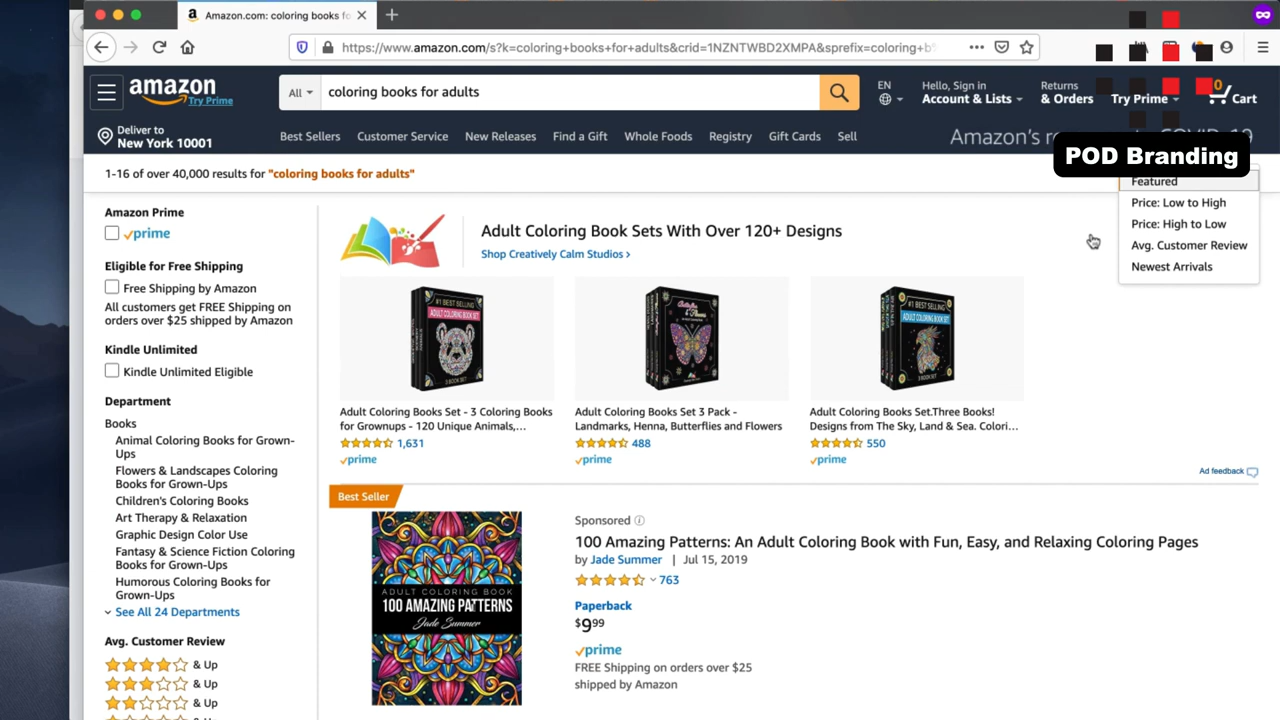 Amazon.com: coloring books fo
https://www.amazon.com/s?k=coloring+books+for+adults&crid=1NZNTWBD2XMPA&sprefix=coloring+b
amazon
Try Prime
All
coloring books for adults
EN
Hello, Sign in
Account & Lists
Returns
& Orders
Try Prime
0
Cart
Deliver to
New York 10001
Best Sellers Customer Service New Releases Find a Gift Whole Foods Registry Gift Cards Sell
Amazon's
POD Branding
1-16 of over 40,000 results for "coloring books for adults"
Featured
Price: Low to High
Price: High to Low
Avg. Customer Review
Newest Arrivals
Amazon Prime
prime
Eligible for Free Shipping
Free Shipping by Amazon
All customers get FREE Shipping on
orders over $25 shipped by Amazon
Kindle Unlimited
Kindle Unlimited Eligible
Department
Books
Animal Coloring Books for Grown-
Ups
Flowers & Landscapes Coloring
Books for Grown-Ups
Children's Coloring Books
Art Therapy & Relaxation
Graphic Design Color Use
Fantasy & Science Fiction Coloring
Books for Grown-Ups
Humorous Coloring Books for
Grown-Ups
See All 24 Departments
Avg. Customer Review
& Up
& Up
& Up
Adult Coloring Book Sets With Over 120+ Designs
Shop Creatively Calm Studios ›
#1 BEST SELLING
ADULT COLORING BOOK SET
3 BOOK SET
Butterflies
& Flowers
#1 BEST SELLING
ADULT COLORING BOOK SET
3 BOOK SET
Adult Coloring Books Set - 3 Coloring Books
for Grownups - 120 Unique Animals,…
1,631
prime
Adult Coloring Books Set 3 Pack -
Landmarks, Henna, Butterflies and Flowers
488
prime
Adult Coloring Books Set.Three Books!
Designs from The Sky, Land & Sea. Colori…
550
prime
Ad feedback
Best Seller
ADULT COLORING BOOK
100 AMAZING PATTERNS
Jade Summer
Sponsored
100 Amazing Patterns: An Adult Coloring Book with Fun, Easy, and Relaxing Coloring Pages
by Jade Summer | Jul 15, 2019
763
Paperback
$9⁹⁹
prime
FREE Shipping on orders over $25
shipped by Amazon